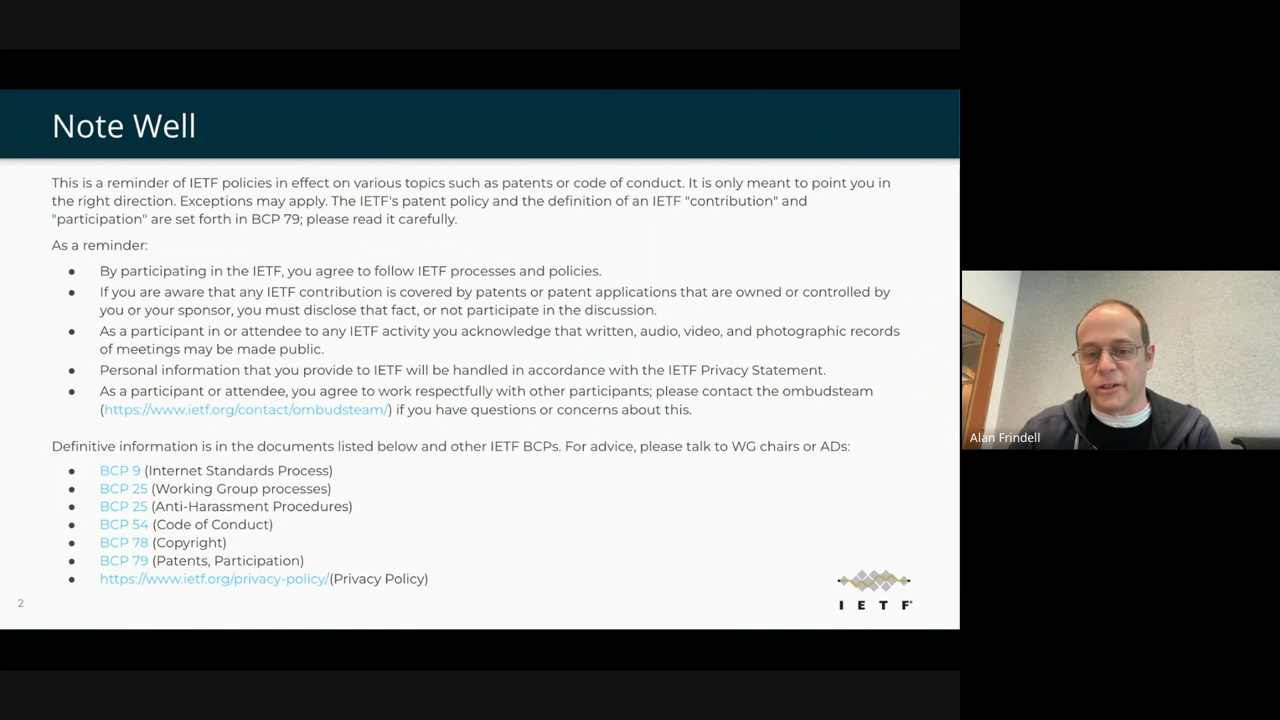 Note Well
This is a reminder of IETF policies in effect on various topics such as patents or code of conduct. It is only meant to point you in
the right direction. Exceptions may apply. The IETF's patent policy and the definition of an IETF "contribution" and
"participation" are set forth in BCP 79; please read it carefully.
As a reminder:
● By participating in the IETF, you agree to follow IETF processes and policies.
● If you are aware that any IETF contribution is covered by patents or patent applications that are owned or controlled by
you or your sponsor, you must disclose that fact, or not participate in the discussion.
● As a participant in or attendee to any IETF activity you acknowledge that written, audio, video, and photographic records
of meetings may be made public.
● Personal information that you provide to IETF will be handled in accordance with the IETF Privacy Statement.
● As a participant or attendee, you agree to work respectfully with other participants; please contact the ombudsteam
(https://www.ietf.org/contact/ombudsteam/) if you have questions or concerns about this.
Definitive information is in the documents listed below and other IETF BCPs. For advice, please talk to WG chairs or ADs:
● BCP 9 (Internet Standards Process)
● BCP 25 (Working Group processes)
● BCP 25 (Anti-Harassment Procedures)
● BCP 54 (Code of Conduct)
● BCP 78 (Copyright)
● BCP 79 (Patents, Participation)
● https://www.ietf.org/privacy-policy/(Privacy Policy)
2
I E T F®
Alan Frindell